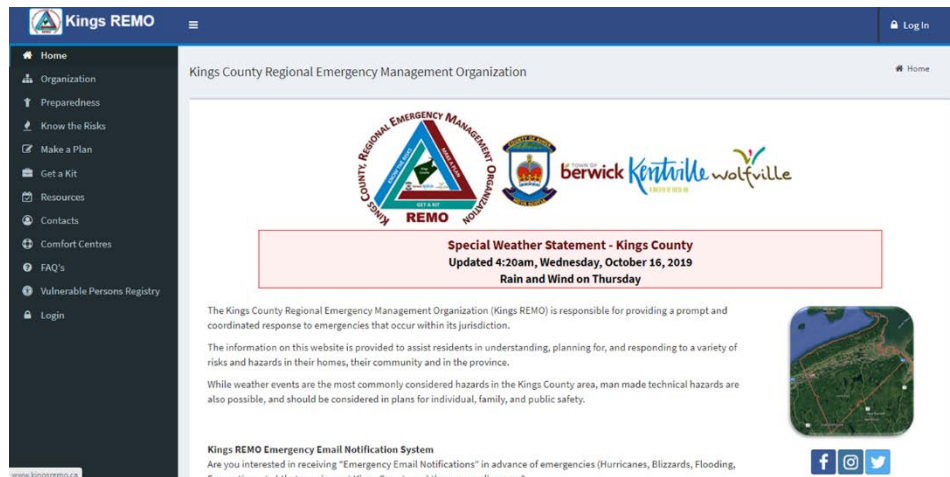 Kings REMO
Log In
Home
Organization
Preparedness
Know the Risks
Make a Plan
Get a Kit
Resources
Contacts
Comfort Centres
FAQ's
Vulnerable Persons Registry
Login
Kings County Regional Emergency Management Organization
Home
KINGS COUNTY, REGIONAL EMERGENCY MANAGEMENT ORGANIZATION
KNOW THE RISKS
MAKE A PLAN
GET A KIT
REMO
TOWN OF
berwick
Kentville
wolfville
Special Weather Statement - Kings County
Updated 4:20am, Wednesday, October 16, 2019
Rain and Wind on Thursday
The Kings County Regional Emergency Management Organization (Kings REMO) is responsible for providing a prompt and
coordinated response to emergencies that occur within its jurisdiction.
The information on this website is provided to assist residents in understanding, planning for, and responding to a variety of
risks and hazards in their homes, their community and in the province.
While weather events are the most commonly considered hazards in the Kings County area, man made technical hazards are
also possible, and should be considered in plans for individual, family, and public safety.
Kings REMO Emergency Email Notification System
Are you interested in receiving "Emergency Email Notifications" in advance of emergencies (Hurricanes, Blizzards, Flooding,
www.kingsremo.ca